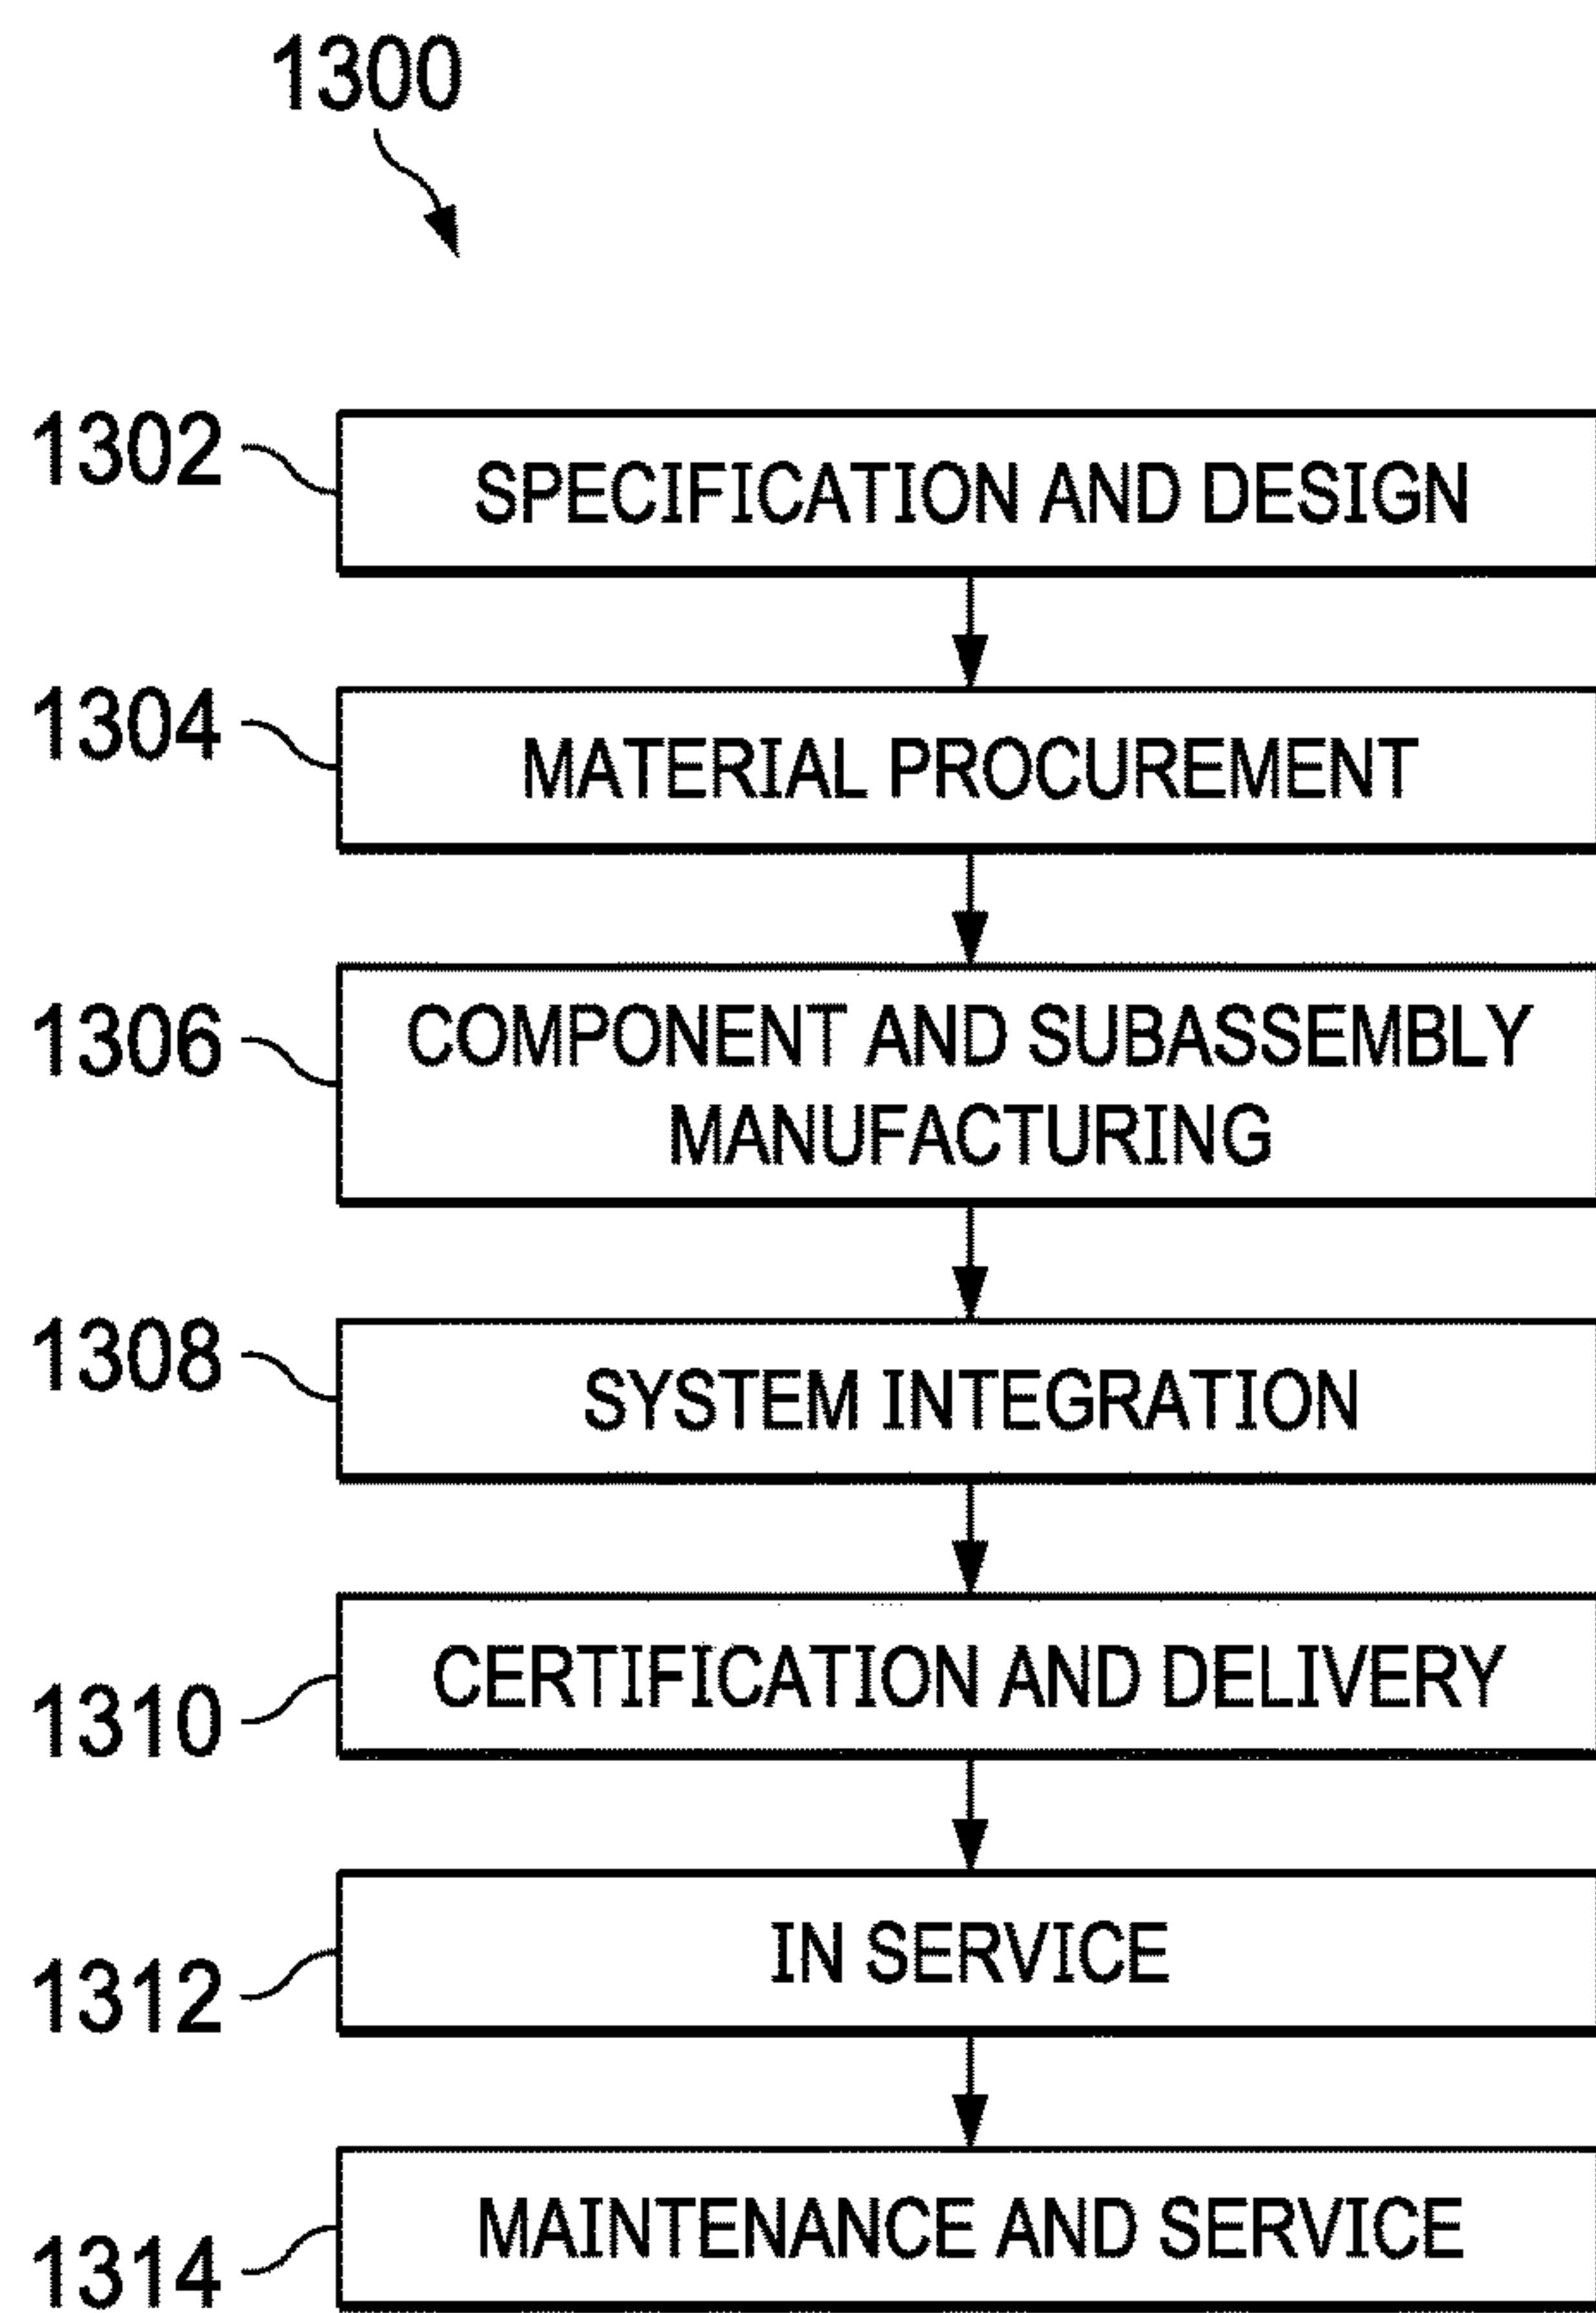 1300
1302 SPECIFICATION AND DESIGN
1304 MATERIAL PROCUREMENT
1306 COMPONENT AND SUBASSEMBLY
MANUFACTURING
1308 SYSTEM INTEGRATION
1310 CERTIFICATION AND DELIVERY
1312 IN SERVICE
1314 MAINTENANCE AND SERVICE